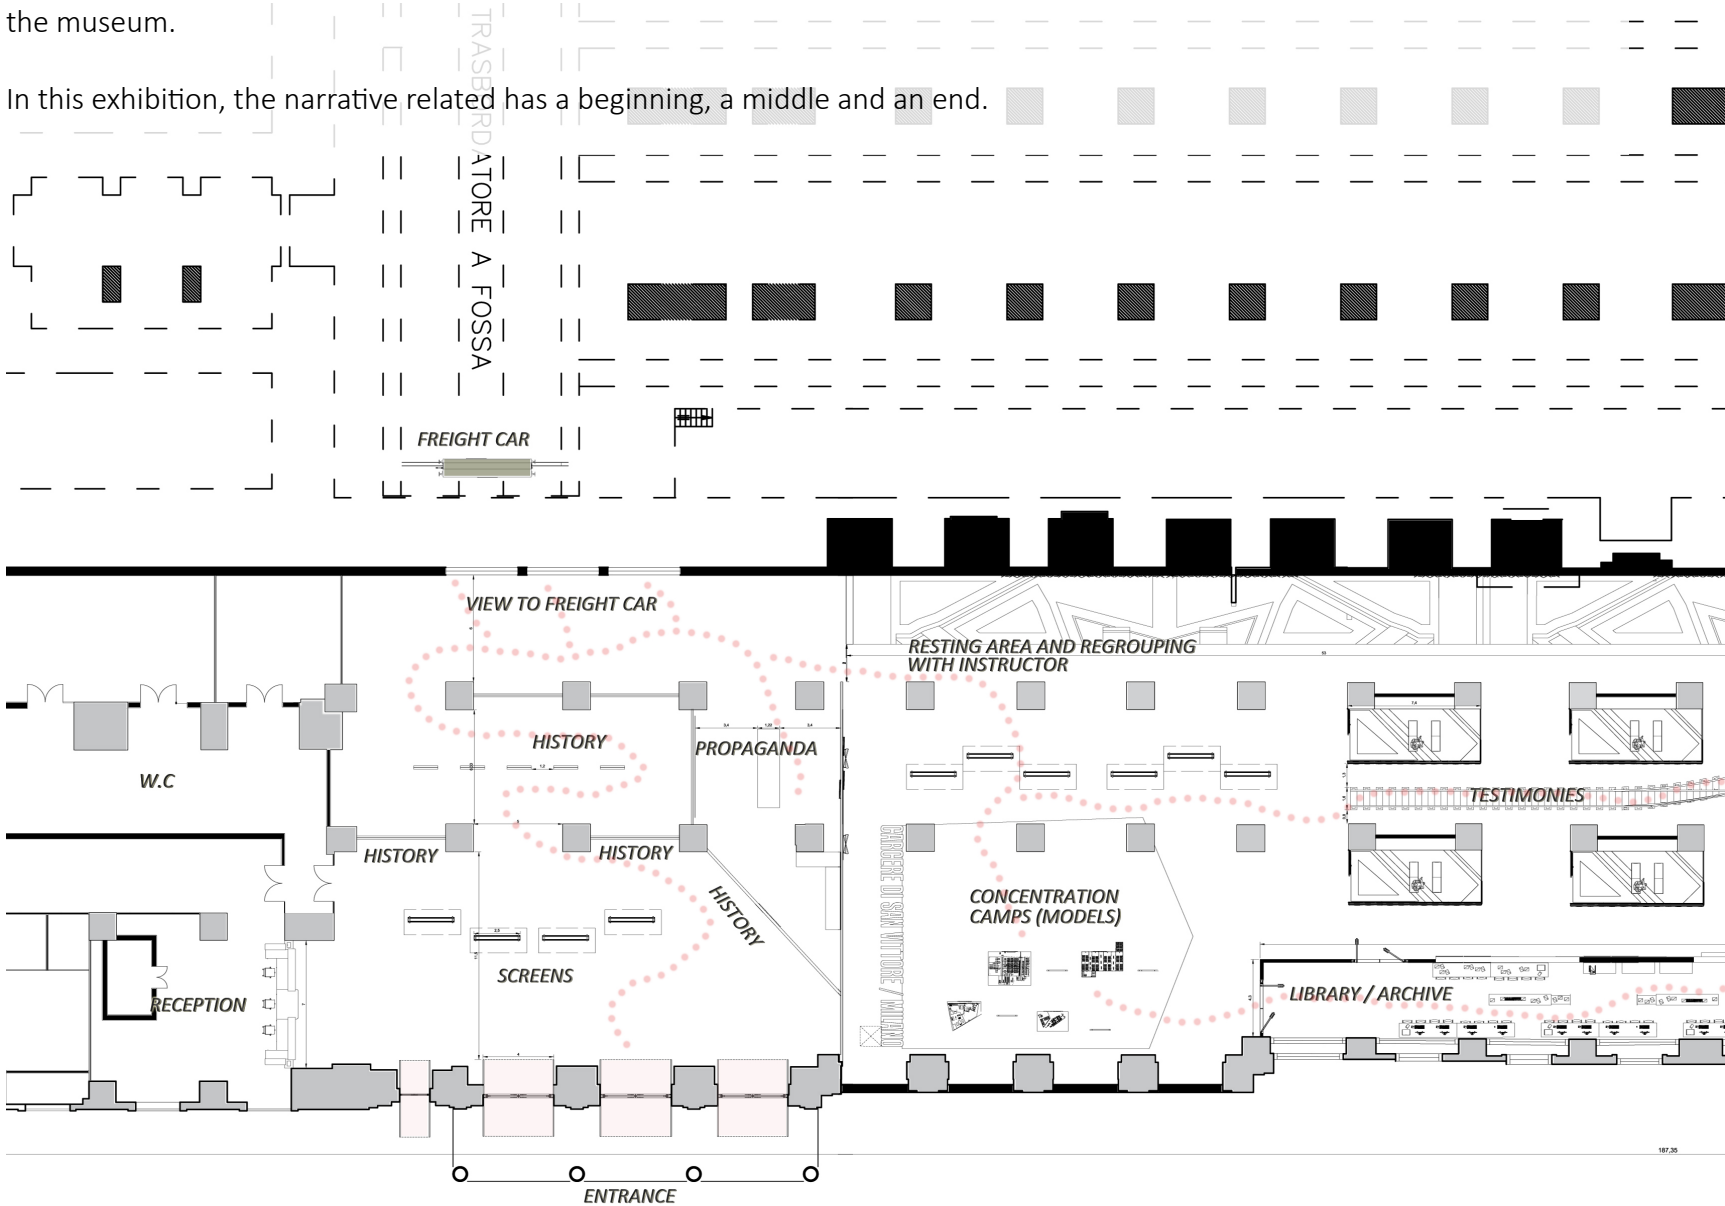 the museum.
In this exhibition, the narrative related has a beginning, a middle and an end.
TRASBORDATORE A FOSSA
FREIGHT CAR
VIEW TO FREIGHT CAR
RESTING AREA AND REGROUPING
WITH INSTRUCTOR
HISTORY
PROPAGANDA
W.C
TESTIMONIES
HISTORY
HISTORY
HISTORY
CONCENTRATION
CAMPS (MODELS)
CARCERE DI SAN VITTORE / MILANO
SCREENS
RECEPTION
LIBRARY / ARCHIVE
187,35
ENTRANCE